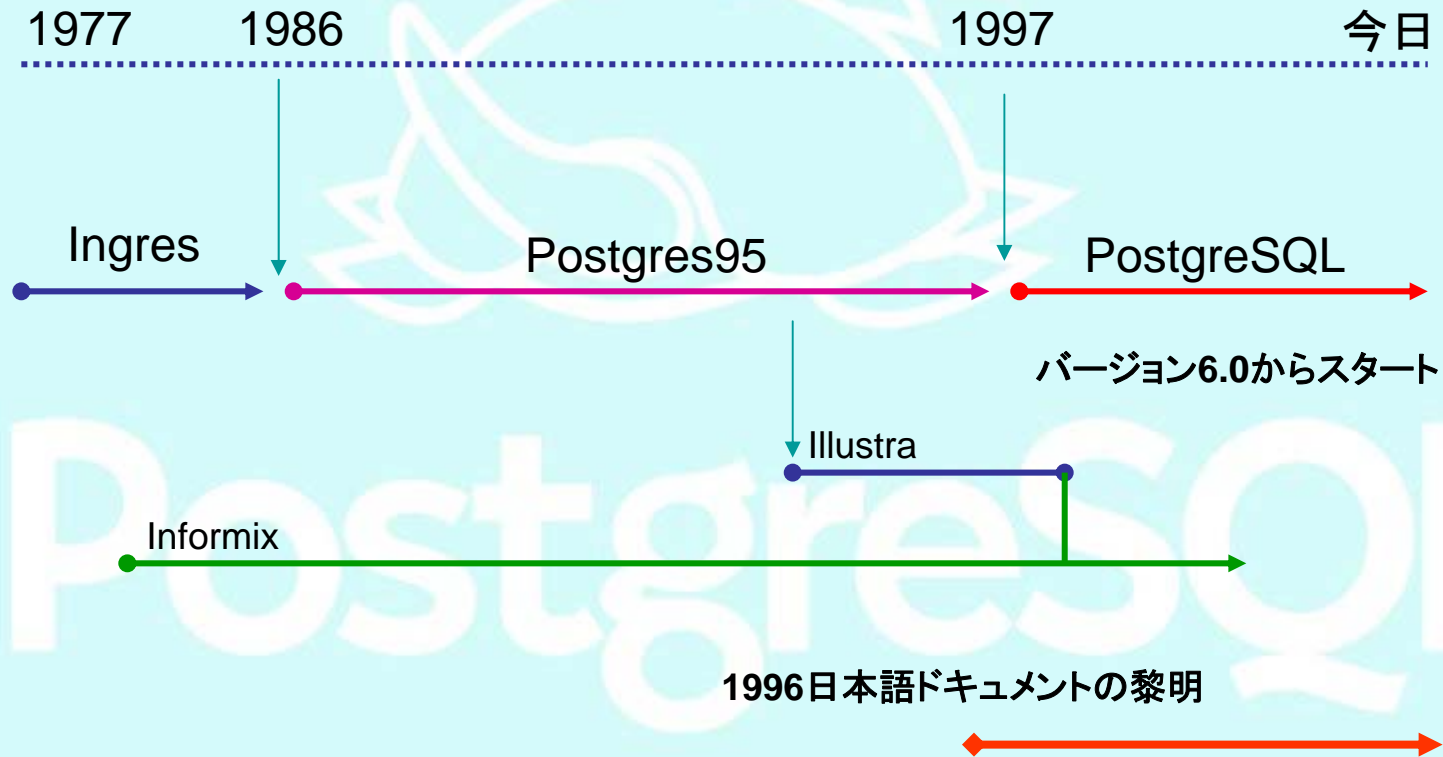 1977 1986 1997 今日
Ingres Postgres95 PostgreSQL
バージョン6.0からスタート
Illustra
Informix
PostgreSQL
1996日本語ドキュメントの黎明